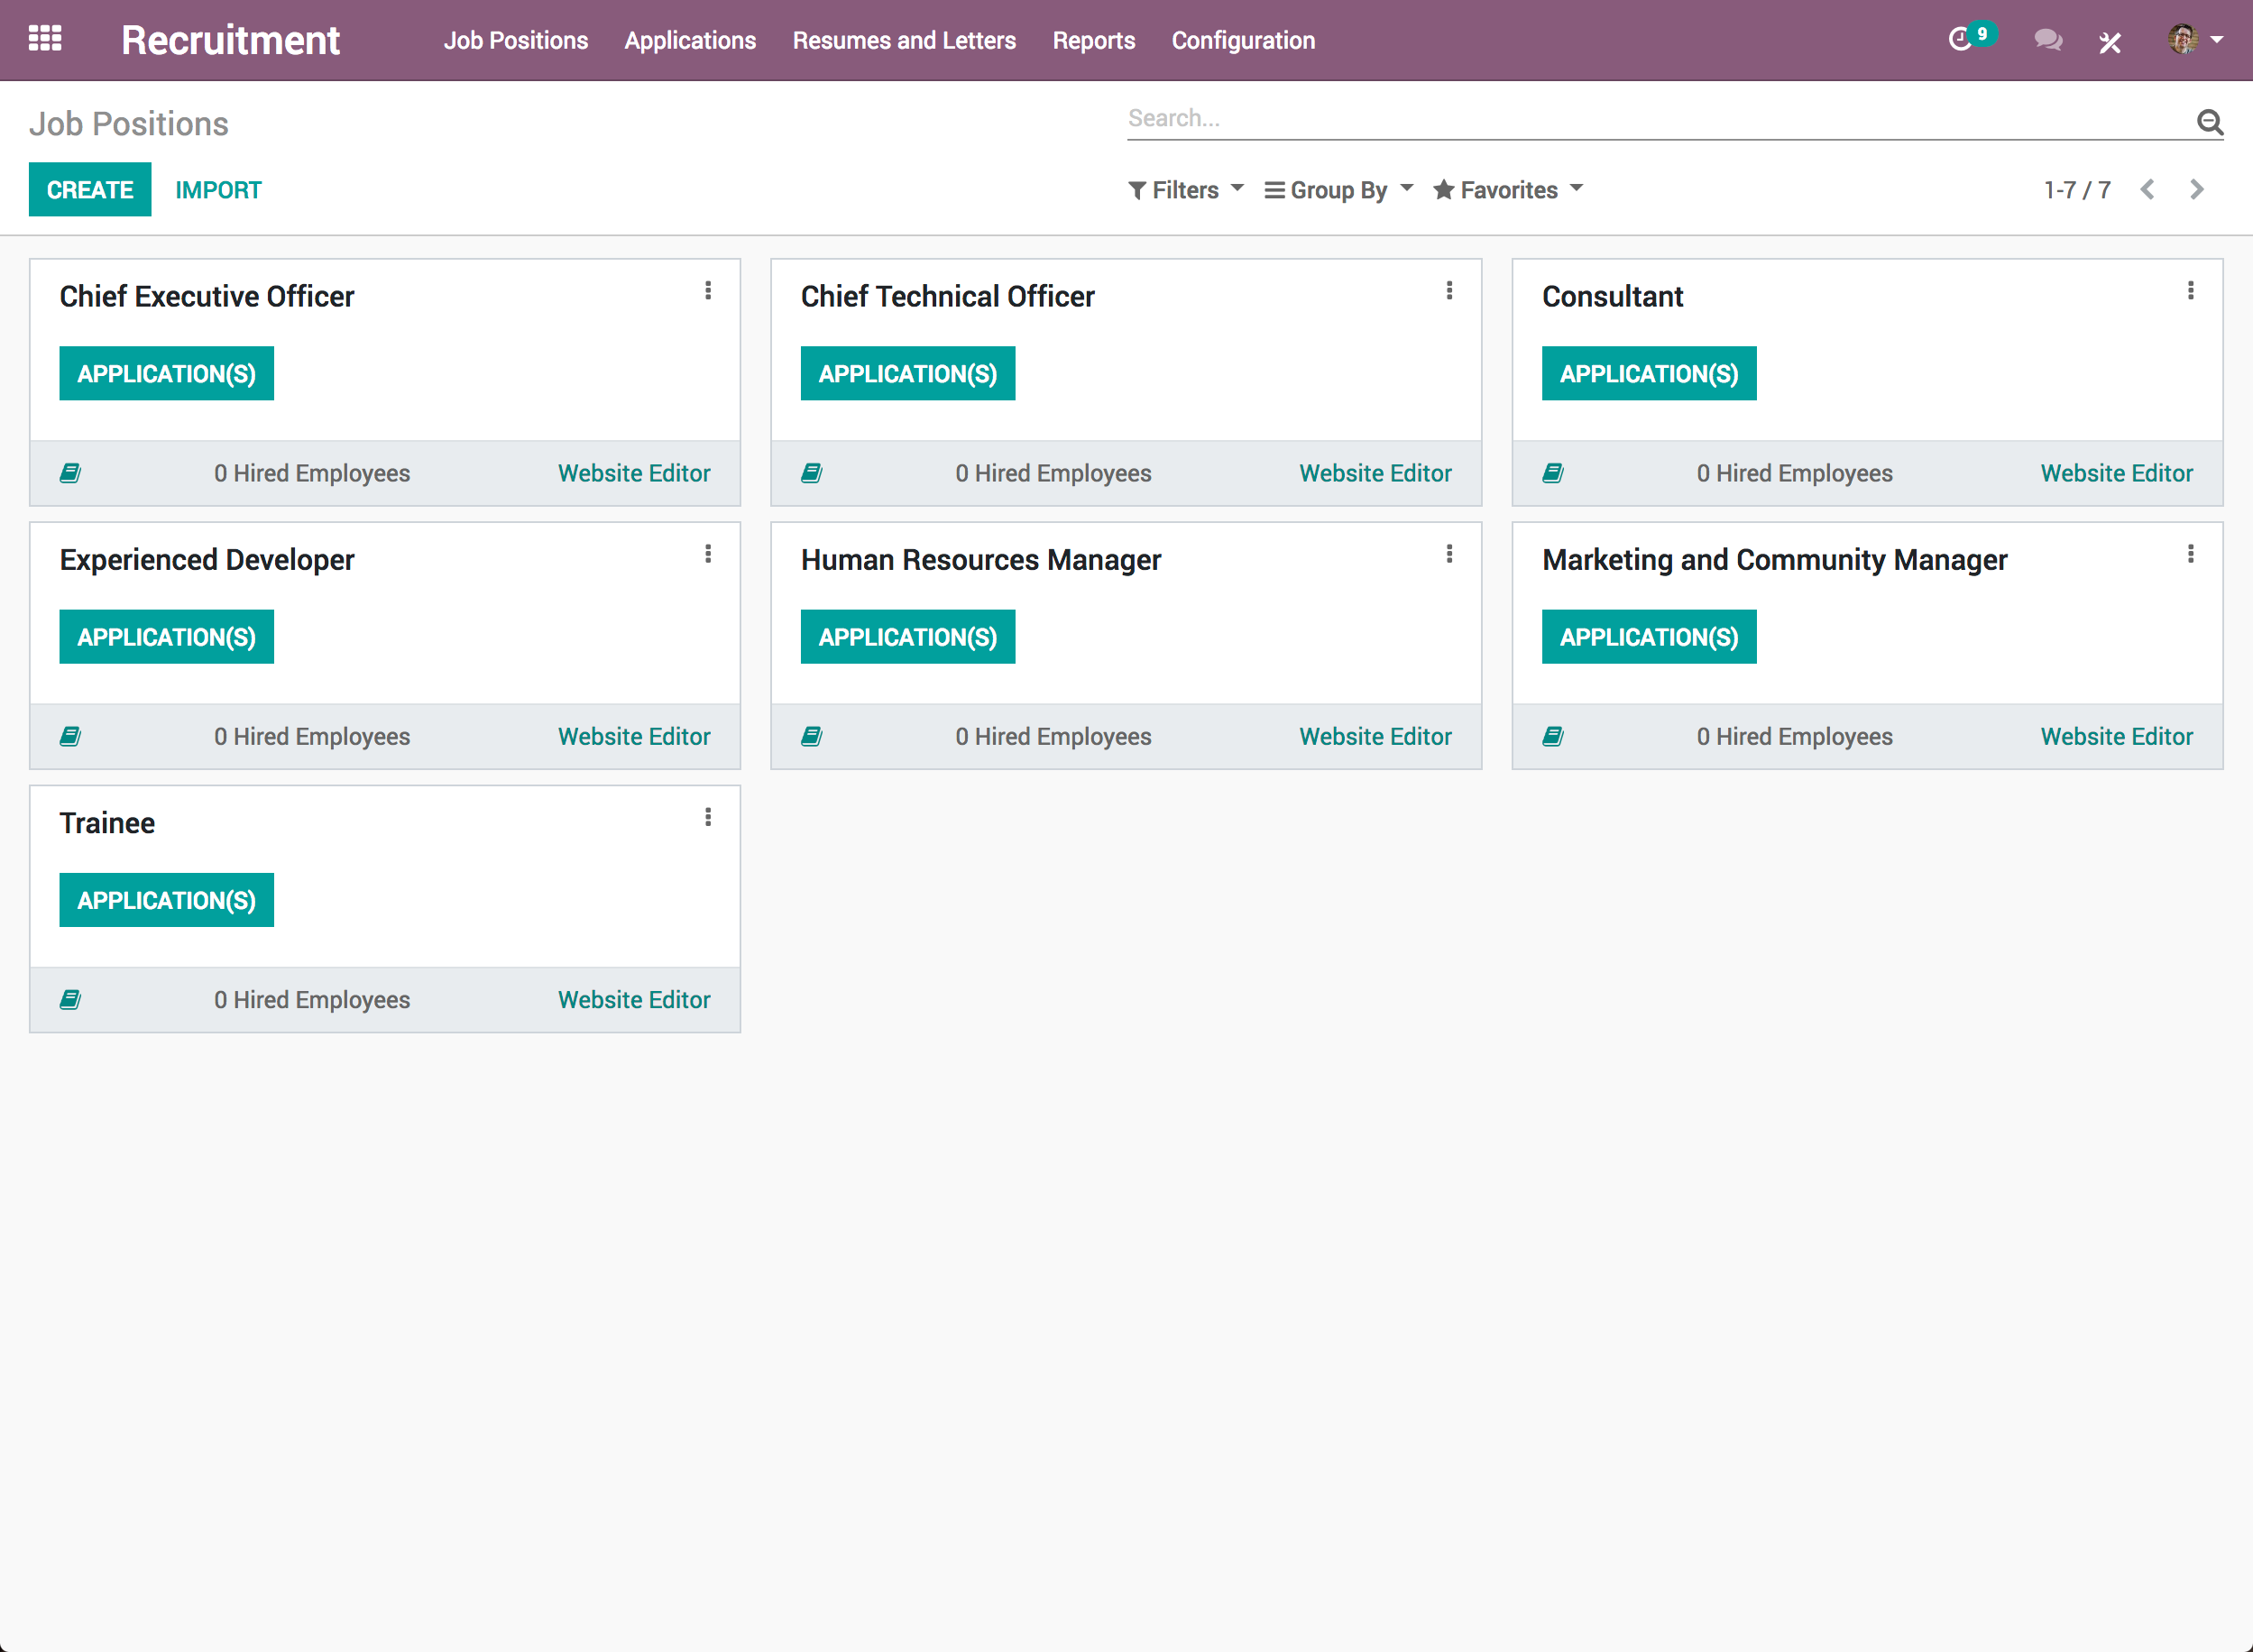 Recruitment Job Positions Applications Resumes and Letters Reports Configuration 9
Job Positions Search...
CREATE IMPORT Filters Group By Favorites 1-7 / 7
Chief Executive Officer
APPLICATION(S)
0 Hired Employees Website Editor
Chief Technical Officer
APPLICATION(S)
0 Hired Employees Website Editor
Consultant
APPLICATION(S)
0 Hired Employees Website Editor
Experienced Developer
APPLICATION(S)
0 Hired Employees Website Editor
Human Resources Manager
APPLICATION(S)
0 Hired Employees Website Editor
Marketing and Community Manager
APPLICATION(S)
0 Hired Employees Website Editor
Trainee
APPLICATION(S)
0 Hired Employees Website Editor